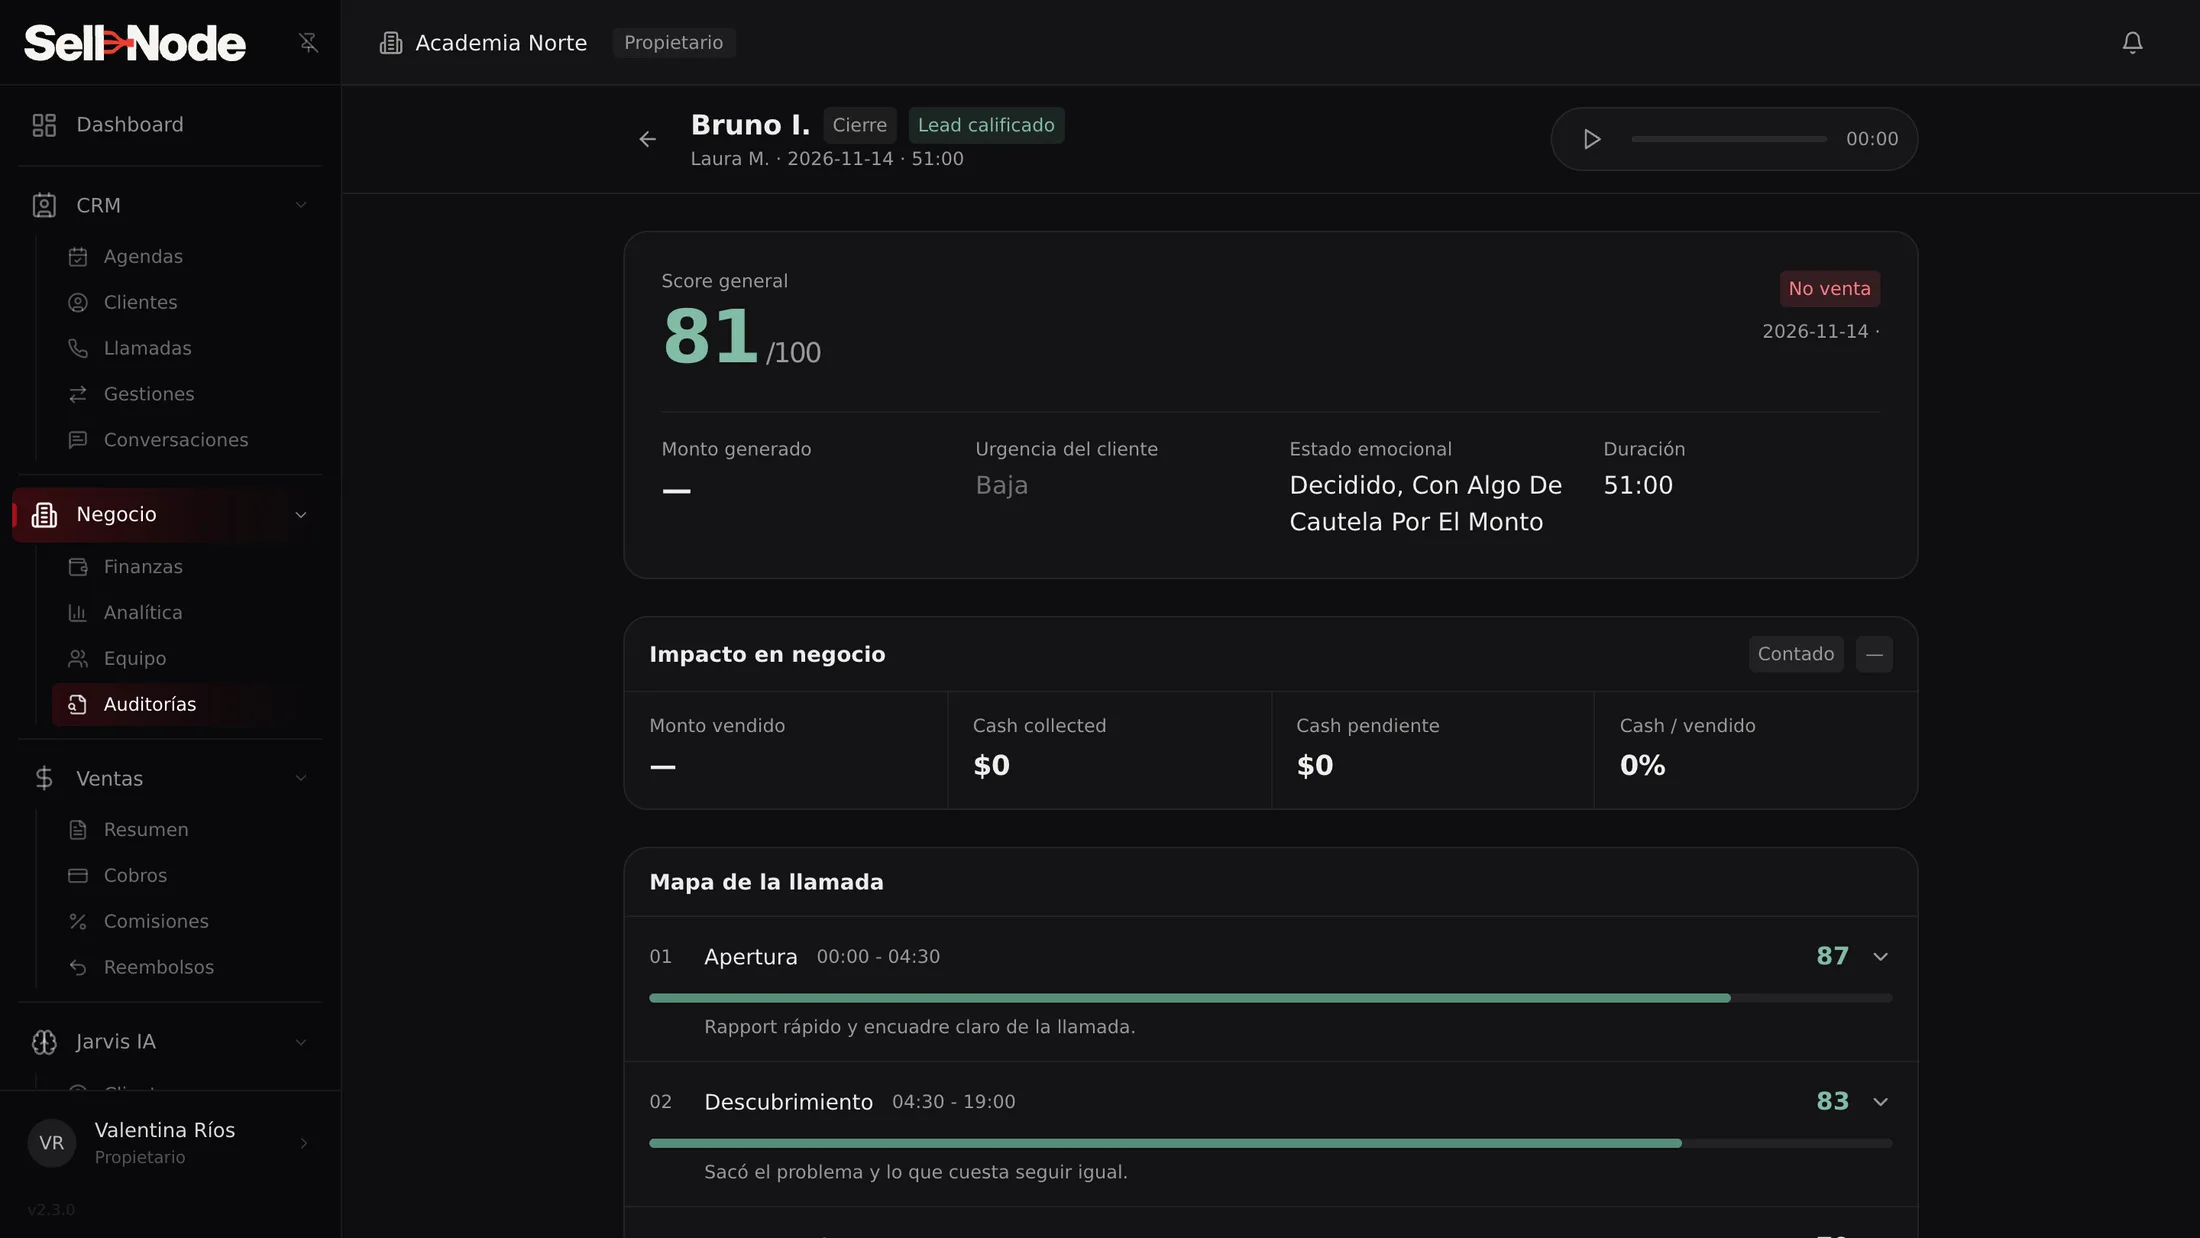 SellNode
Academia Norte
Propietario
Dashboard
CRM
Agendas
Clientes
Llamadas
Gestiones
Conversaciones
Negocio
Finanzas
Analítica
Equipo
Auditorías
Ventas
Resumen
Cobros
Comisiones
Reembolsos
Jarvis IA
VR
Valentina Ríos
Propietario
v2.3.0
Bruno I.
Cierre
Lead calificado
Laura M. · 2026-11-14 · 51:00
00:00
Score general
81 /100
No venta
2026-11-14 ·
Monto generado
—
Urgencia del cliente
Baja
Estado emocional
Decidido, Con Algo De
Cautela Por El Monto
Duración
51:00
Impacto en negocio
Contado
—
Monto vendido
—
Cash collected
$0
Cash pendiente
$0
Cash / vendido
0%
Mapa de la llamada
01 Apertura 00:00 - 04:30 87
Rapport rápido y encuadre claro de la llamada.
02 Descubrimiento 04:30 - 19:00 83
Sacó el problema y lo que cuesta seguir igual.